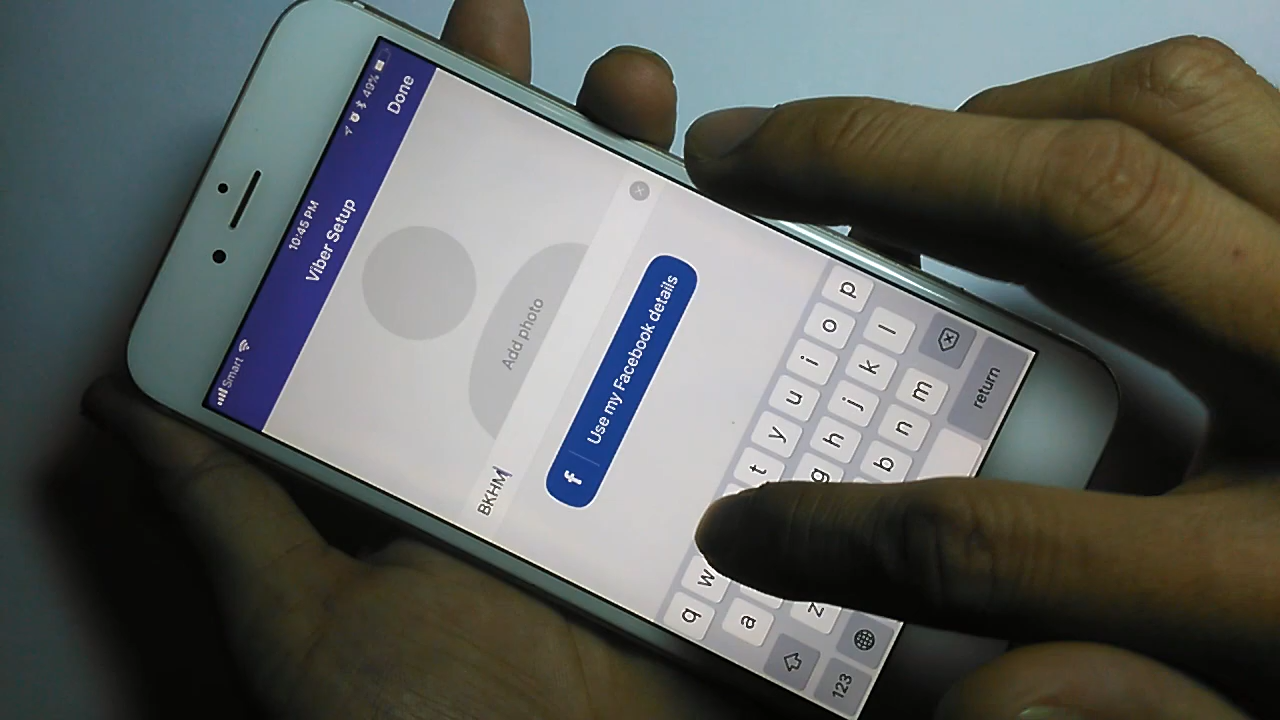 Smart 10:45 PM 49%
Viber Setup Done
Add photo
BKHM
f Use my Facebook details
q w t y u i o p
a g h j k l
z b n m
123 return